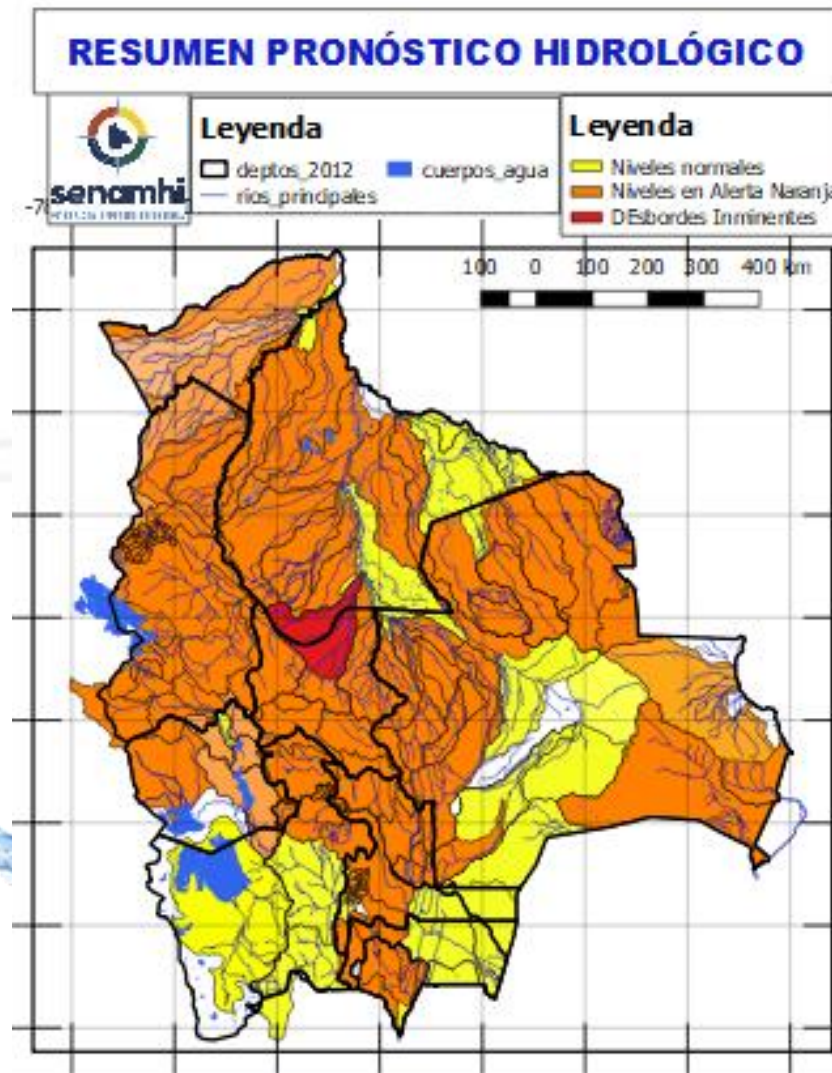 RESUMEN PRONÓSTICO HIDROLÓGICO
senamhi
Leyenda
deptos_2012
cuerpos_agua
rios_principales
Leyenda
Niveles normales
Niveles en Alerta Naranja
DEsbordes Inminentes
100 0 100 200 300 400 km